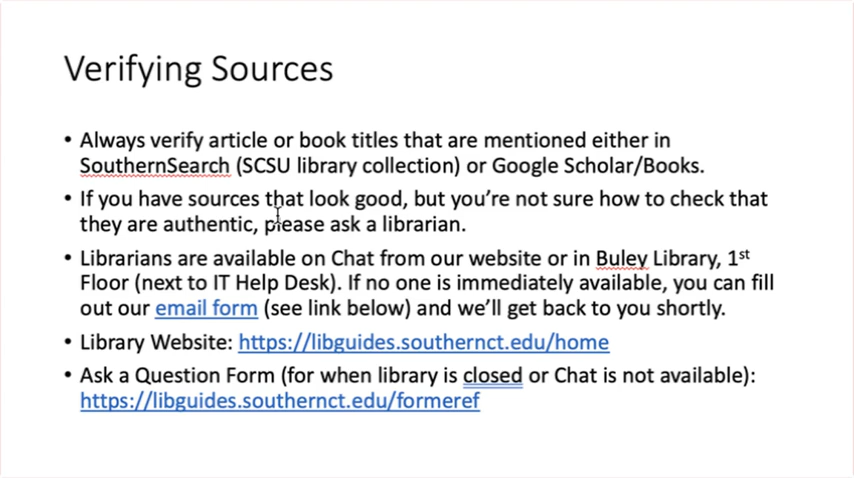 Verifying Sources
• Always verify article or book titles that are mentioned either in
SouthernSearch (SCSU library collection) or Google Scholar/Books.
• If you have sources that look good, but you’re not sure how to check that
they are authentic, please ask a librarian.
• Librarians are available on Chat from our website or in Buley Library, 1st
Floor (next to IT Help Desk). If no one is immediately available, you can fill
out our email form (see link below) and we’ll get back to you shortly.
• Library Website: https://libguides.southernct.edu/home
• Ask a Question Form (for when library is closed or Chat is not available):
https://libguides.southernct.edu/formeref